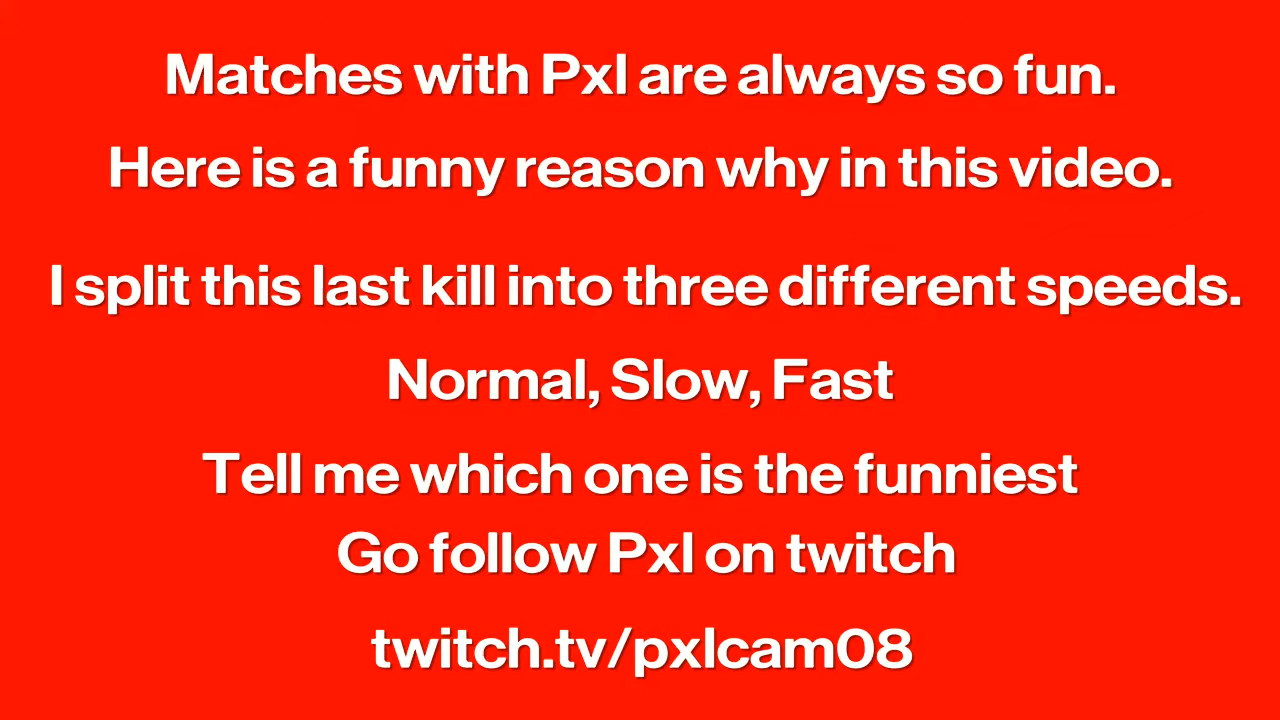 Matches with Pxl are always so fun.
Here is a funny reason why in this video.
I split this last kill into three different speeds.
Normal, Slow, Fast
Tell me which one is the funniest
Go follow Pxl on twitch
twitch.tv/pxlcam08